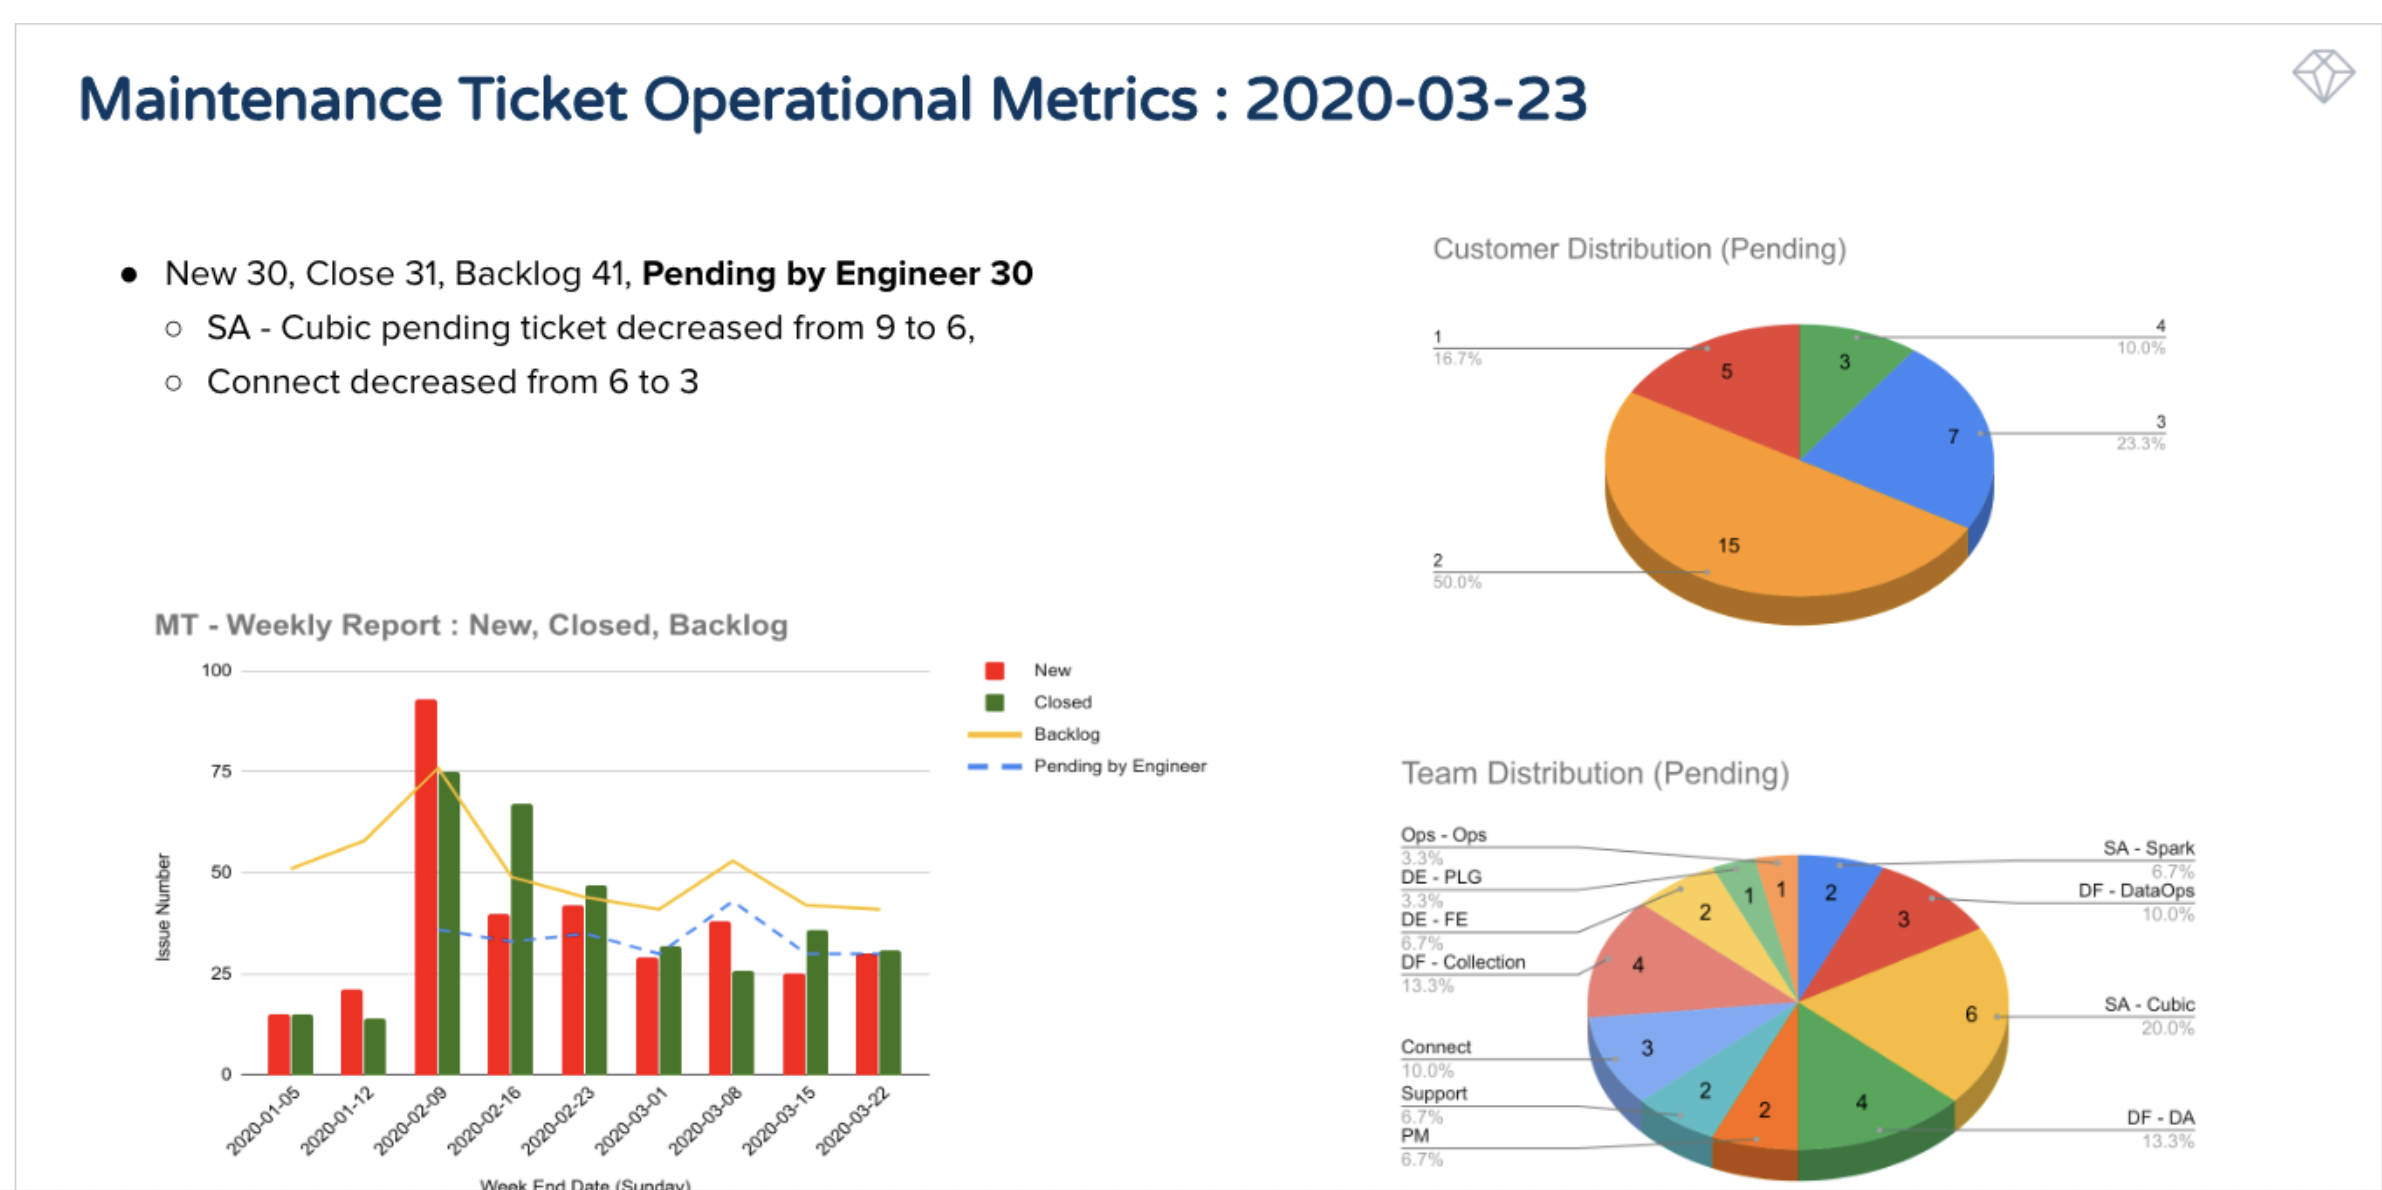 Maintenance Ticket Operational Metrics : 2020-03-23
● New 30, Close 31, Backlog 41, Pending by Engineer 30
○ SA - Cubic pending ticket decreased from 9 to 6,
○ Connect decreased from 6 to 3
Customer Distribution (Pending)
1
16.7%
2
50.0%
5
3
7
15
4
10.0%
3
23.3%
MT - Weekly Report : New, Closed, Backlog
Issue Number
100
75
50
25
0
2020-01-05
2020-01-12
2020-02-09
2020-02-16
2020-02-23
2020-03-01
2020-03-08
2020-03-15
2020-03-22
Week End Date (Sunday)
New
Closed
Backlog
Pending by Engineer
Team Distribution (Pending)
Ops - Ops
3.3%
DE - PLG
3.3%
DE - FE
6.7%
DF - Collection
13.3%
Connect
10.0%
Support
6.7%
PM
6.7%
1
1
2
2
3
4
6
3
2
2
4
SA - Spark
6.7%
DF - DataOps
10.0%
SA - Cubic
20.0%
DF - DA
13.3%